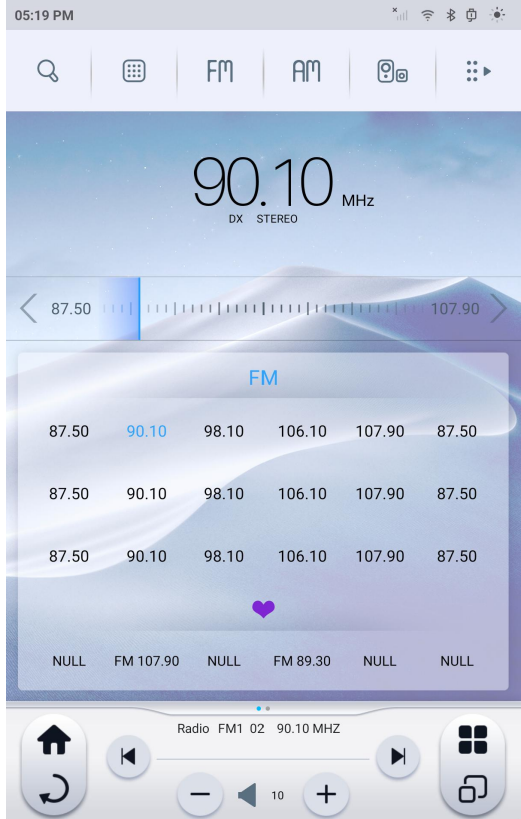 05:19 PM
FM AM
90.10 MHz
DX STEREO
87.50 107.90
FM
87.50 90.10 98.10 106.10 107.90 87.50
87.50 90.10 98.10 106.10 107.90 87.50
87.50 90.10 98.10 106.10 107.90 87.50
NULL FM 107.90 NULL FM 89.30 NULL NULL
Radio FM1 02 90.10 MHZ
10